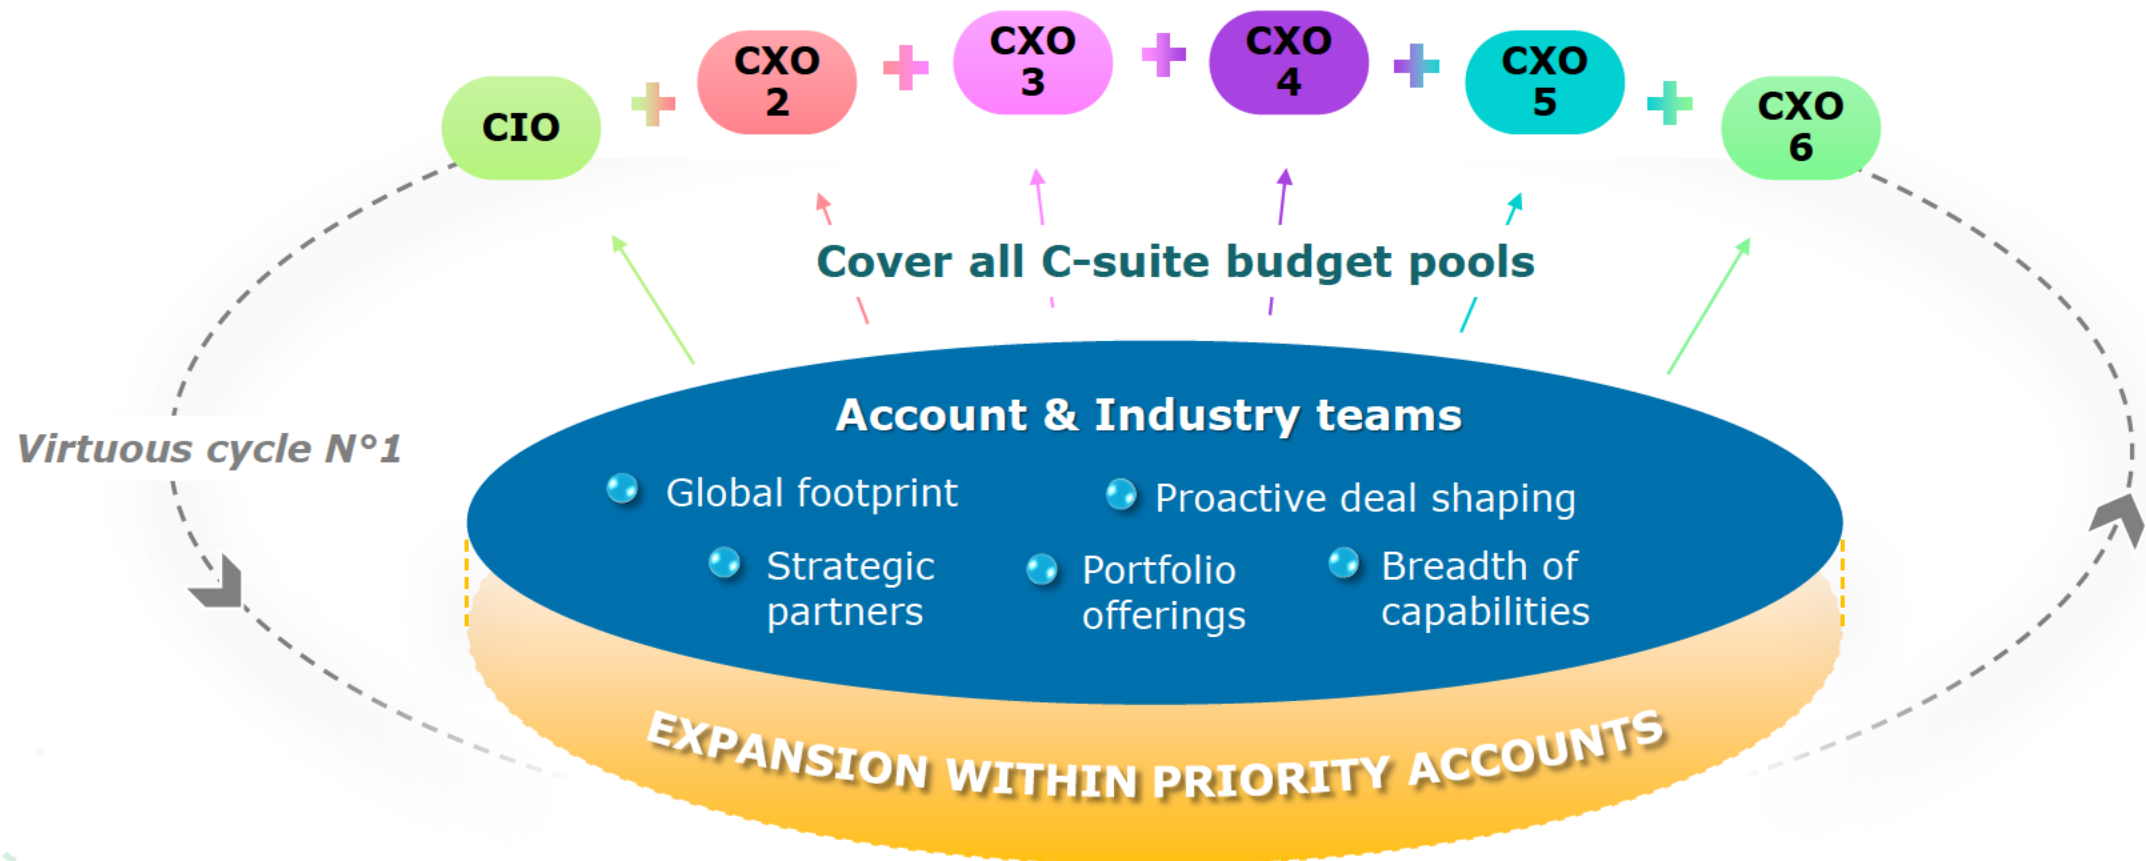 CIO
CXO
2
CXO
3
CXO
4
CXO
5
CXO
6
Cover all C-suite budget pools
Virtuous cycle N°1
Account & Industry teams
Global footprint
Proactive deal shaping
Strategic
partners
Portfolio
offerings
Breadth of
capabilities
EXPANSION WITHIN PRIORITY ACCOUNTS